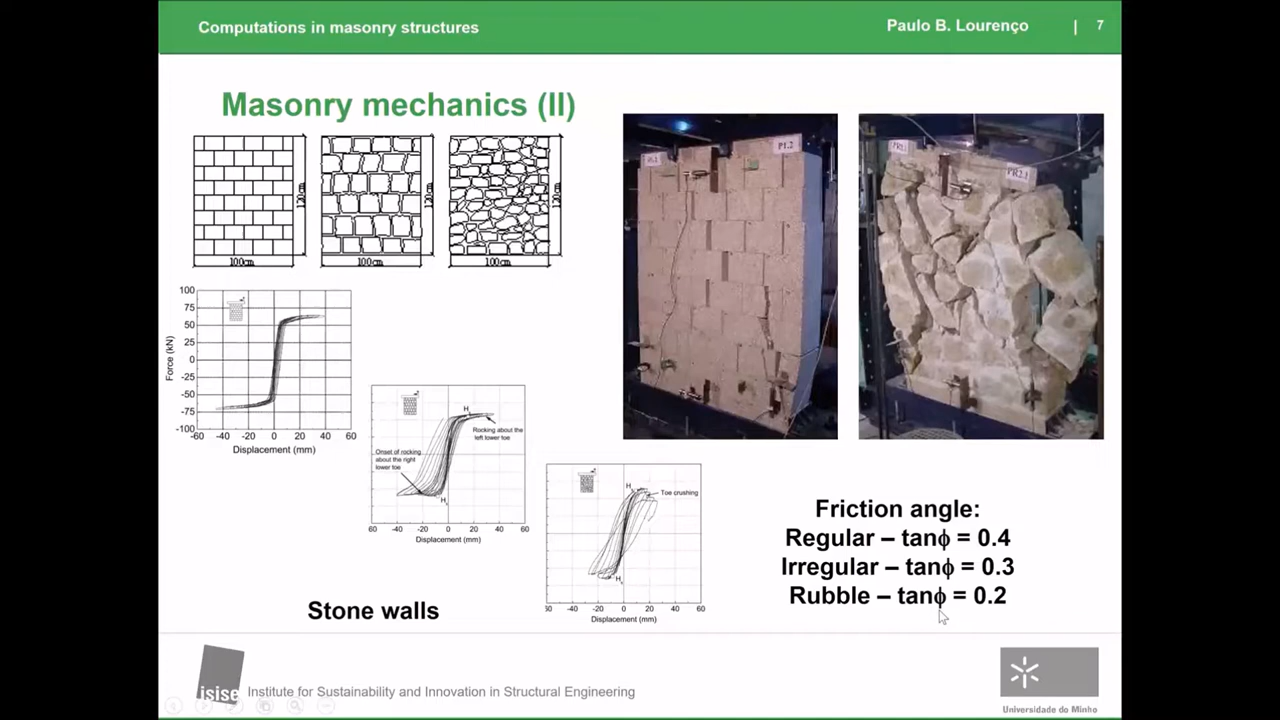 Computations in masonry structures
Paulo B. Lourenço | 7
Masonry mechanics (II)
120cm
100cm
120cm
100cm
120cm
100cm
P1.2
P1.2
PR2.1
Force (kN)
100
75
50
25
0
-25
-50
-75
-100
-60 -40 -20 0 20 40 60
Displacement (mm)
H
Rocking about the
left lower toe
Onset of rocking
about the right
lower toe
H
60 -40 -20 0 20 40 60
Displacement (mm)
H
Toe crushing
H
60 -40 -20 0 20 40 60
Displacement (mm)
Friction angle:
Regular – tanϕ = 0.4
Irregular – tanϕ = 0.3
Rubble – tanϕ = 0.2
Stone walls
isise
Institute for Sustainability and Innovation in Structural Engineering
Universidade do Minho